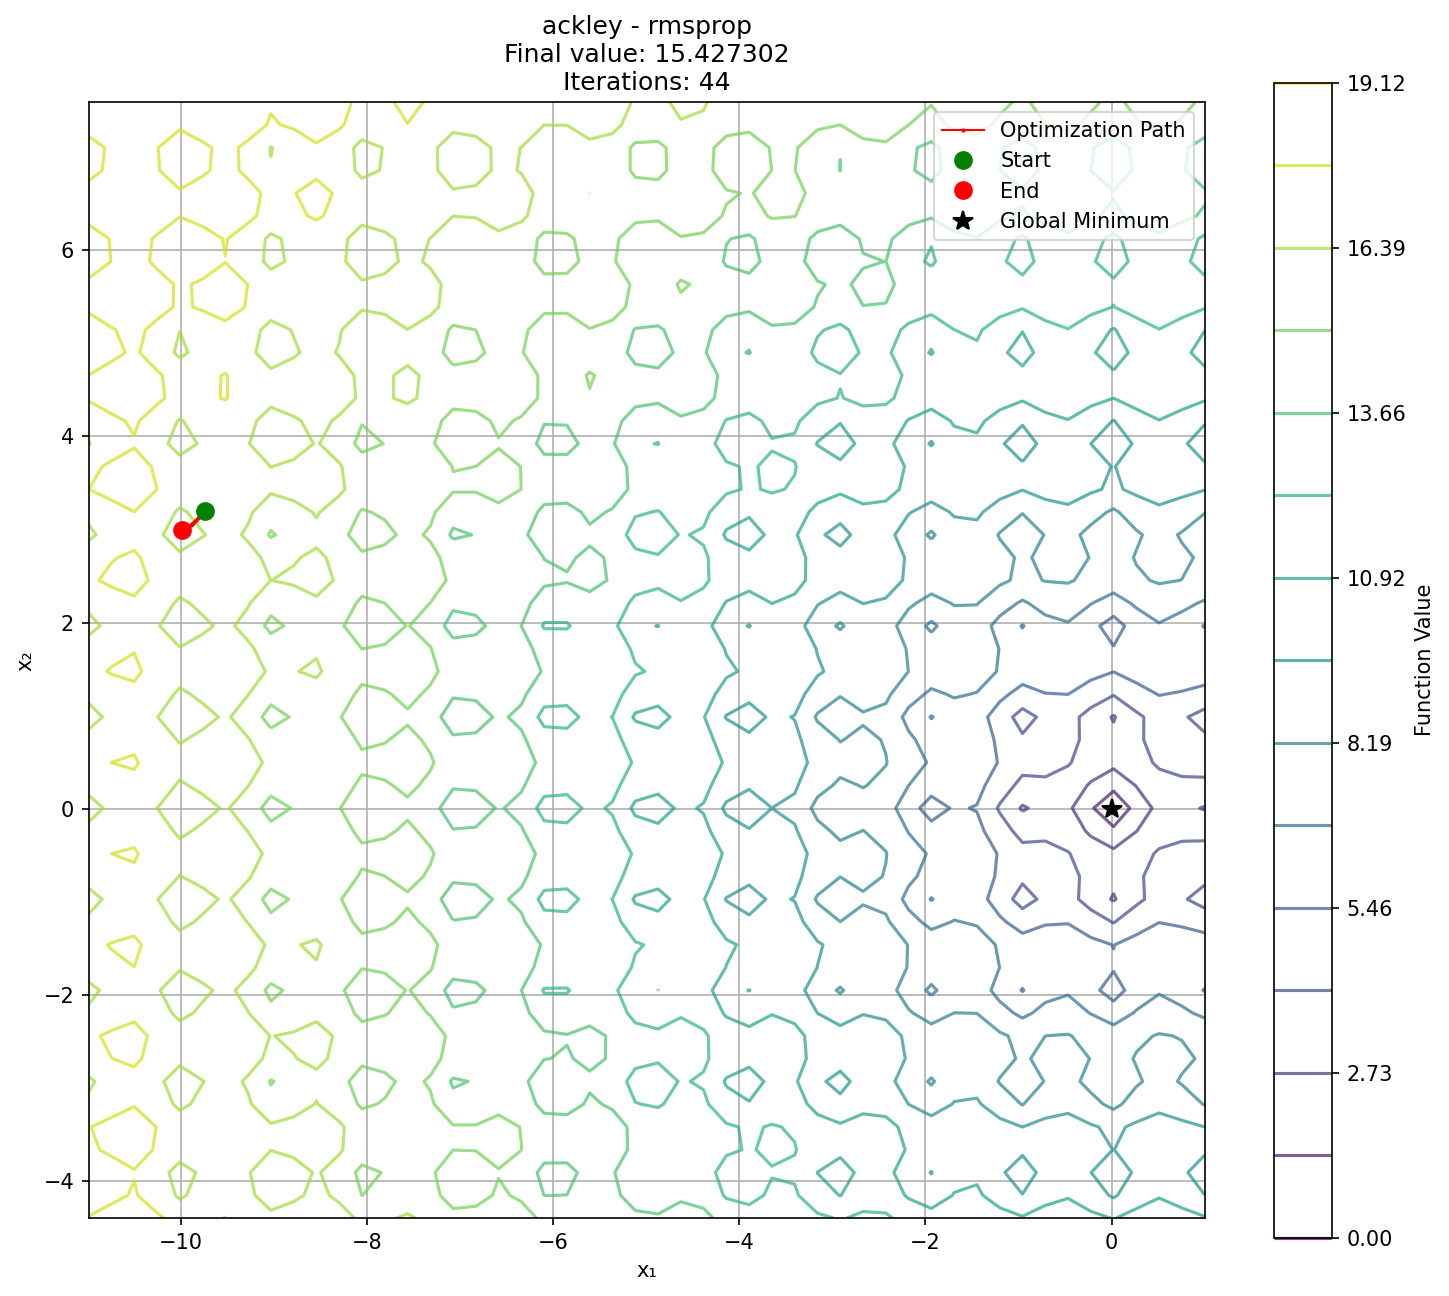 ackley - rmsprop
Final value: 15.427302
Iterations: 44
Optimization Path
Start
End
Global Minimum
6
4
2
0
−2
−4
x₂
−10
−8
−6
−4
−2
0
x₁
19.12
16.39
13.66
10.92
8.19
5.46
2.73
0.00
Function Value